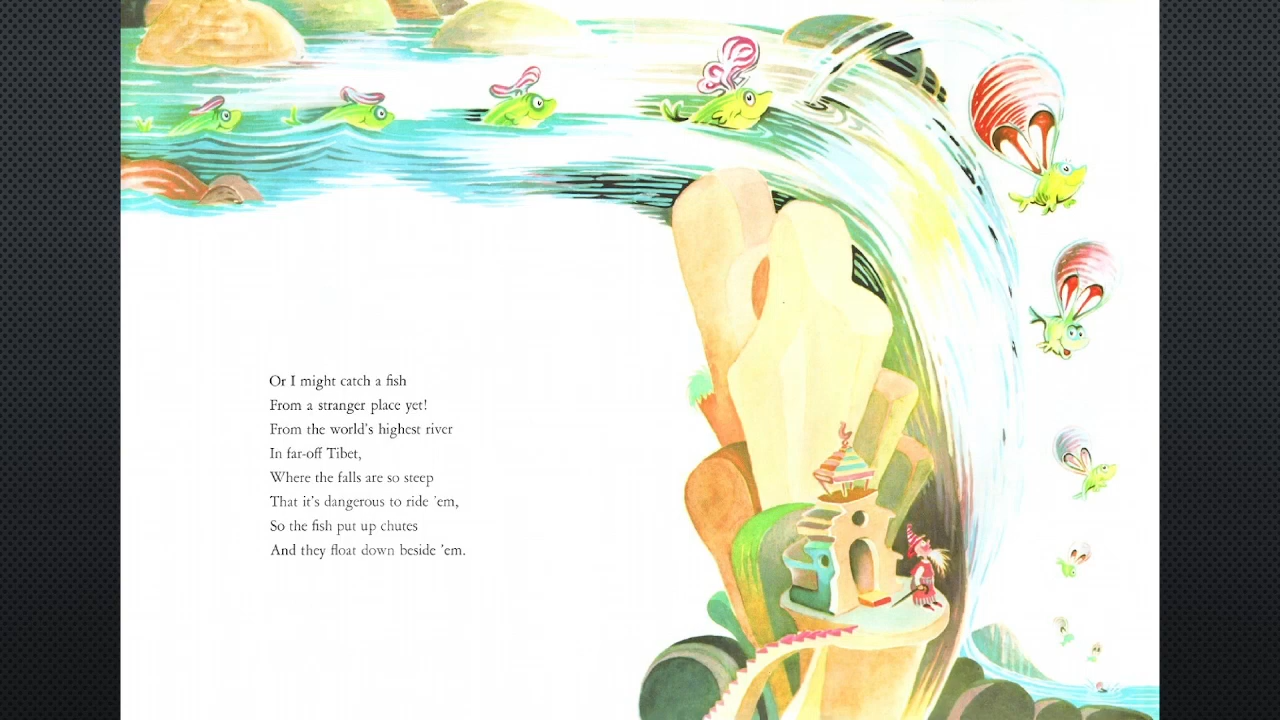 Or I might catch a fish
From a stranger place yet!
From the world's highest river
In far-off Tibet,
Where the falls are so steep
That it's dangerous to ride 'em,
So the fish put up chutes
And they float down beside 'em.